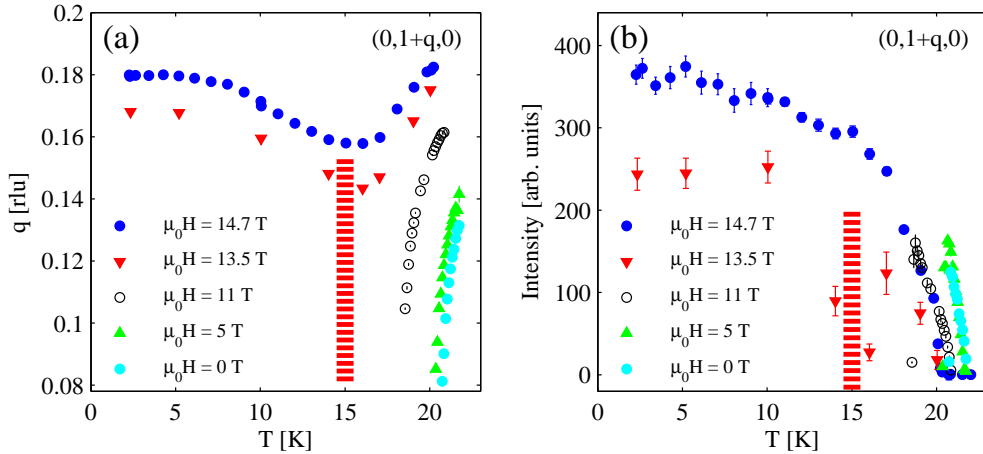 (a)
(0,1+q,0)
0.2
0.18
0.16
0.14
0.12
0.1
0.08
q [rlu]
μ0H = 14.7 T
μ0H = 13.5 T
μ0H = 11 T
μ0H = 5 T
μ0H = 0 T
0 5 10 15 20
T [K]
(b)
(0,1+q,0)
400
300
200
100
0
Intensity [arb. units]
μ0H = 14.7 T
μ0H = 13.5 T
μ0H = 11 T
μ0H = 5 T
μ0H = 0 T
0 5 10 15 20
T [K]